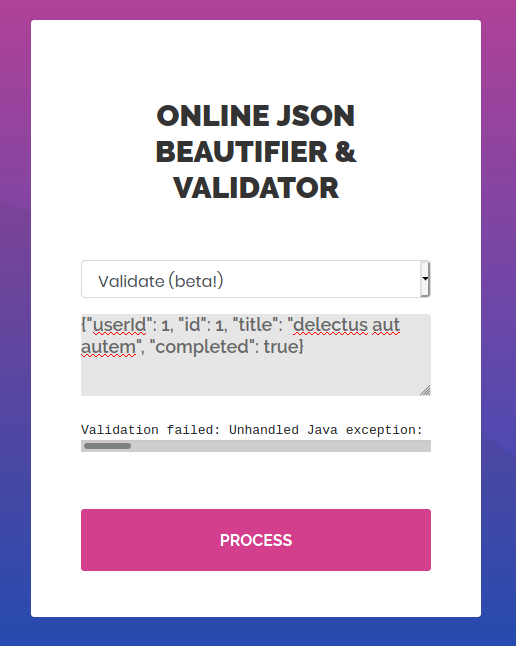 ONLINE JSON
BEAUTIFIER &
VALIDATOR
Validate (beta!)
{"userId": 1, "id": 1, "title": "delectus aut
autem", "completed": true}
Validation failed: Unhandled Java exception:
PROCESS